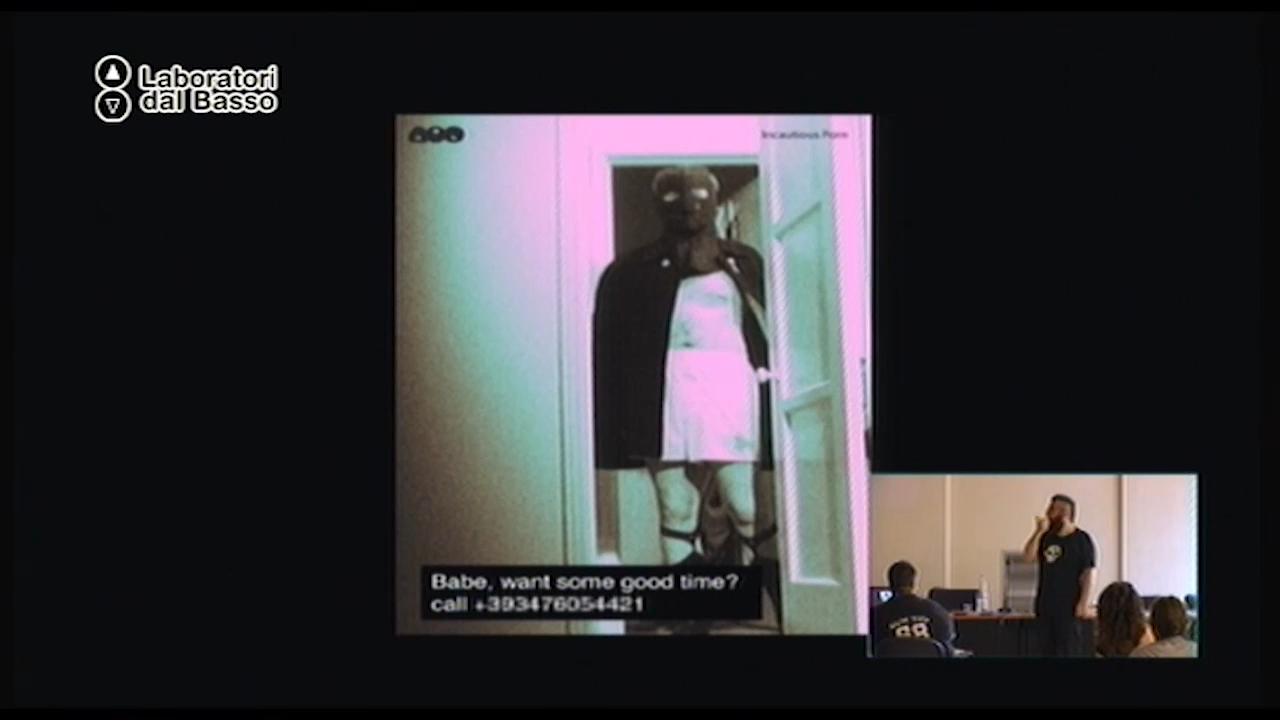 Laboratori
dal Basso
Incautious Porn
Babe, want some good time?
call +393476054421